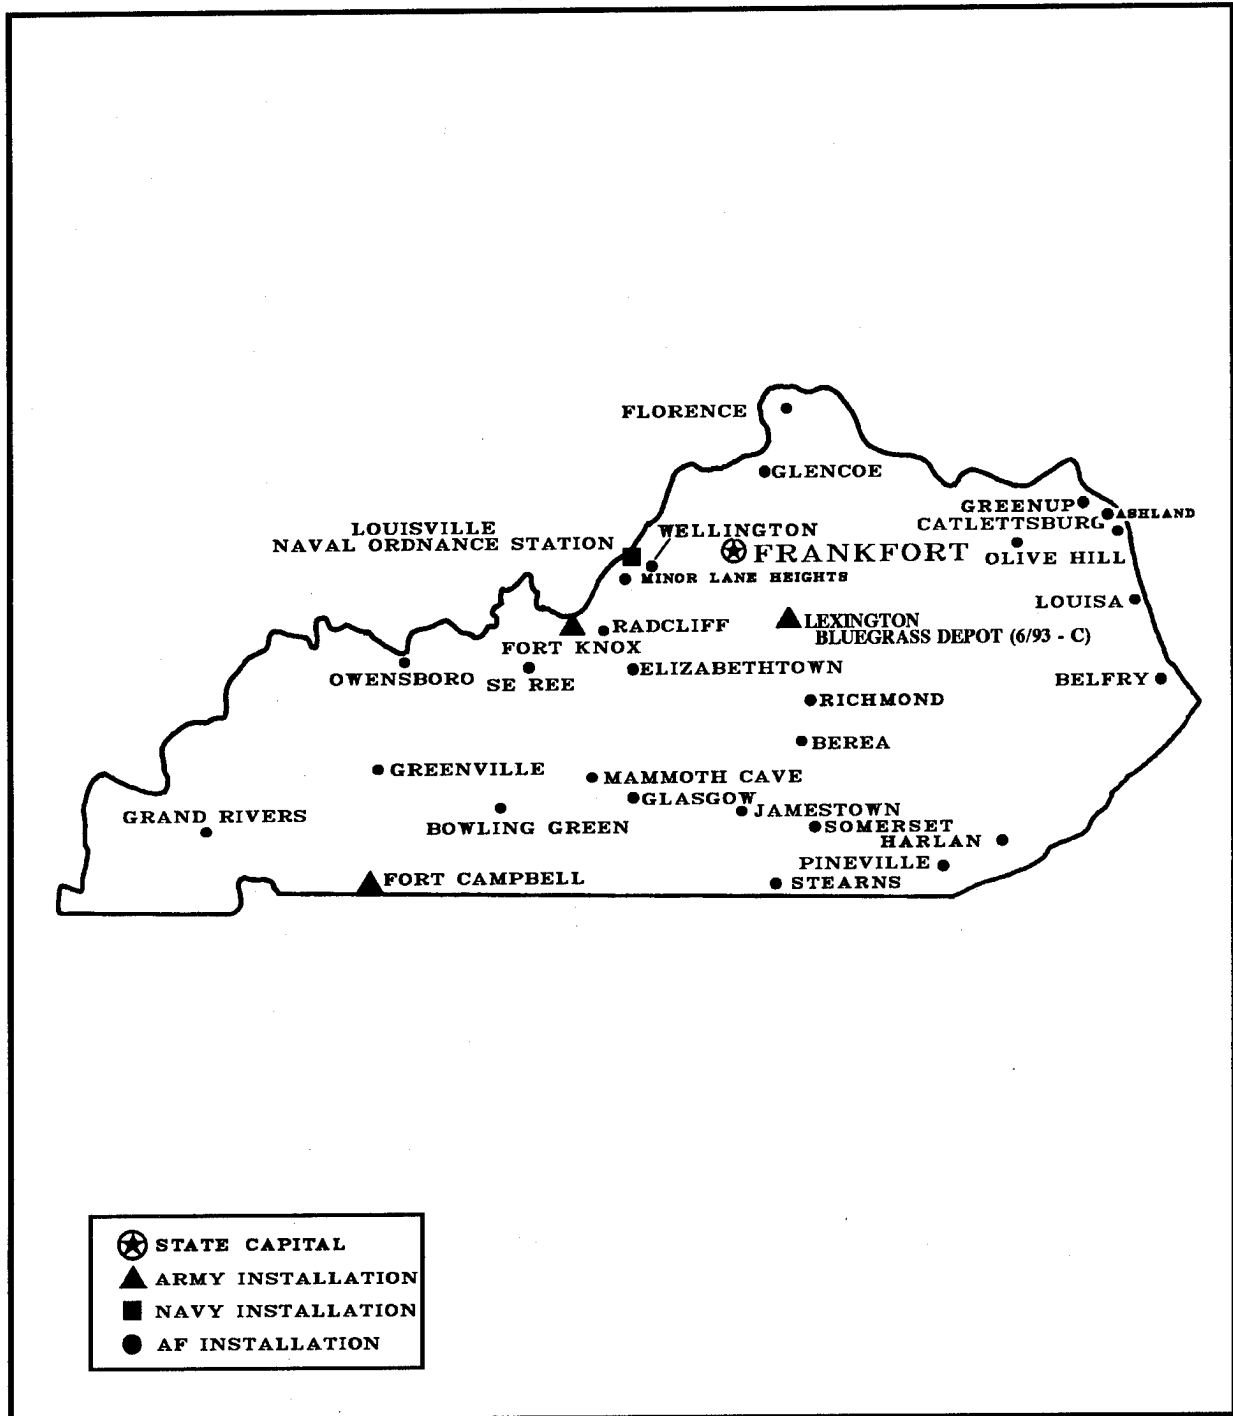 FLORENCE
GLENCOE
GREENUP
ASHLAND
CATLETTSBURG
LOUISVILLE
NAVAL ORDNANCE STATION
WELLINGTON
FRANKFORT
OLIVE HILL
MINOR LANE HEIGHTS
LOUISA
RADCLIFF
LEXINGTON
BLUEGRASS DEPOT (6/93 - C)
FORT KNOX
ELIZABETHTOWN
OWENSBORO
SE REE
BELFRY
RICHMOND
BEREA
GREENVILLE
MAMMOTH CAVE
GLASGOW
JAMESTOWN
GRAND RIVERS
BOWLING GREEN
SOMERSET
HARLAN
PINEVILLE
FORT CAMPBELL
STEARNS
STATE CAPITAL
ARMY INSTALLATION
NAVY INSTALLATION
AF INSTALLATION